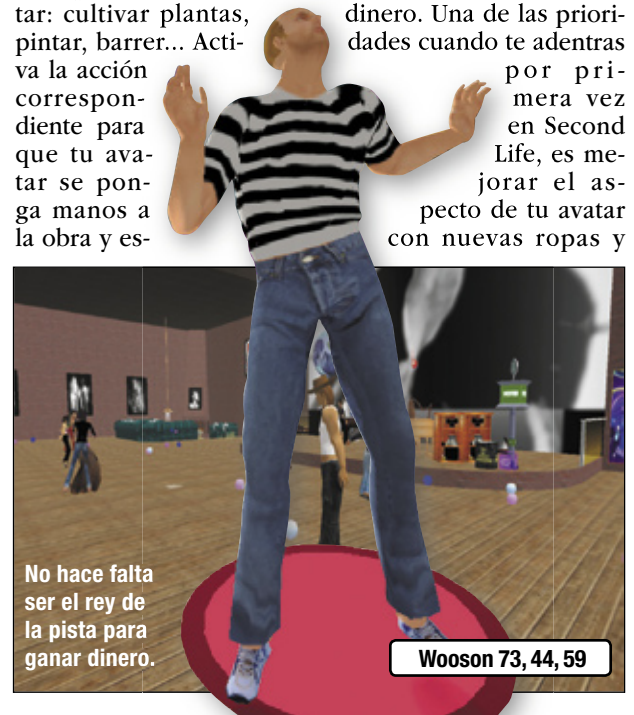 tar: cultivar plantas,
pintar, barrer... Acti-
va la acción
correspon-
diente para
que tu ava-
tar se pon-
ga manos a
la obra y es-
dinero. Una de las priori-
dades cuando te adentras
por pri-
mera vez
en Second
Life, es me-
jorar el as-
pecto de tu avatar
con nuevas ropas y
No hace falta
ser el rey de
la pista para
ganar dinero.
Wooson 73, 44, 59